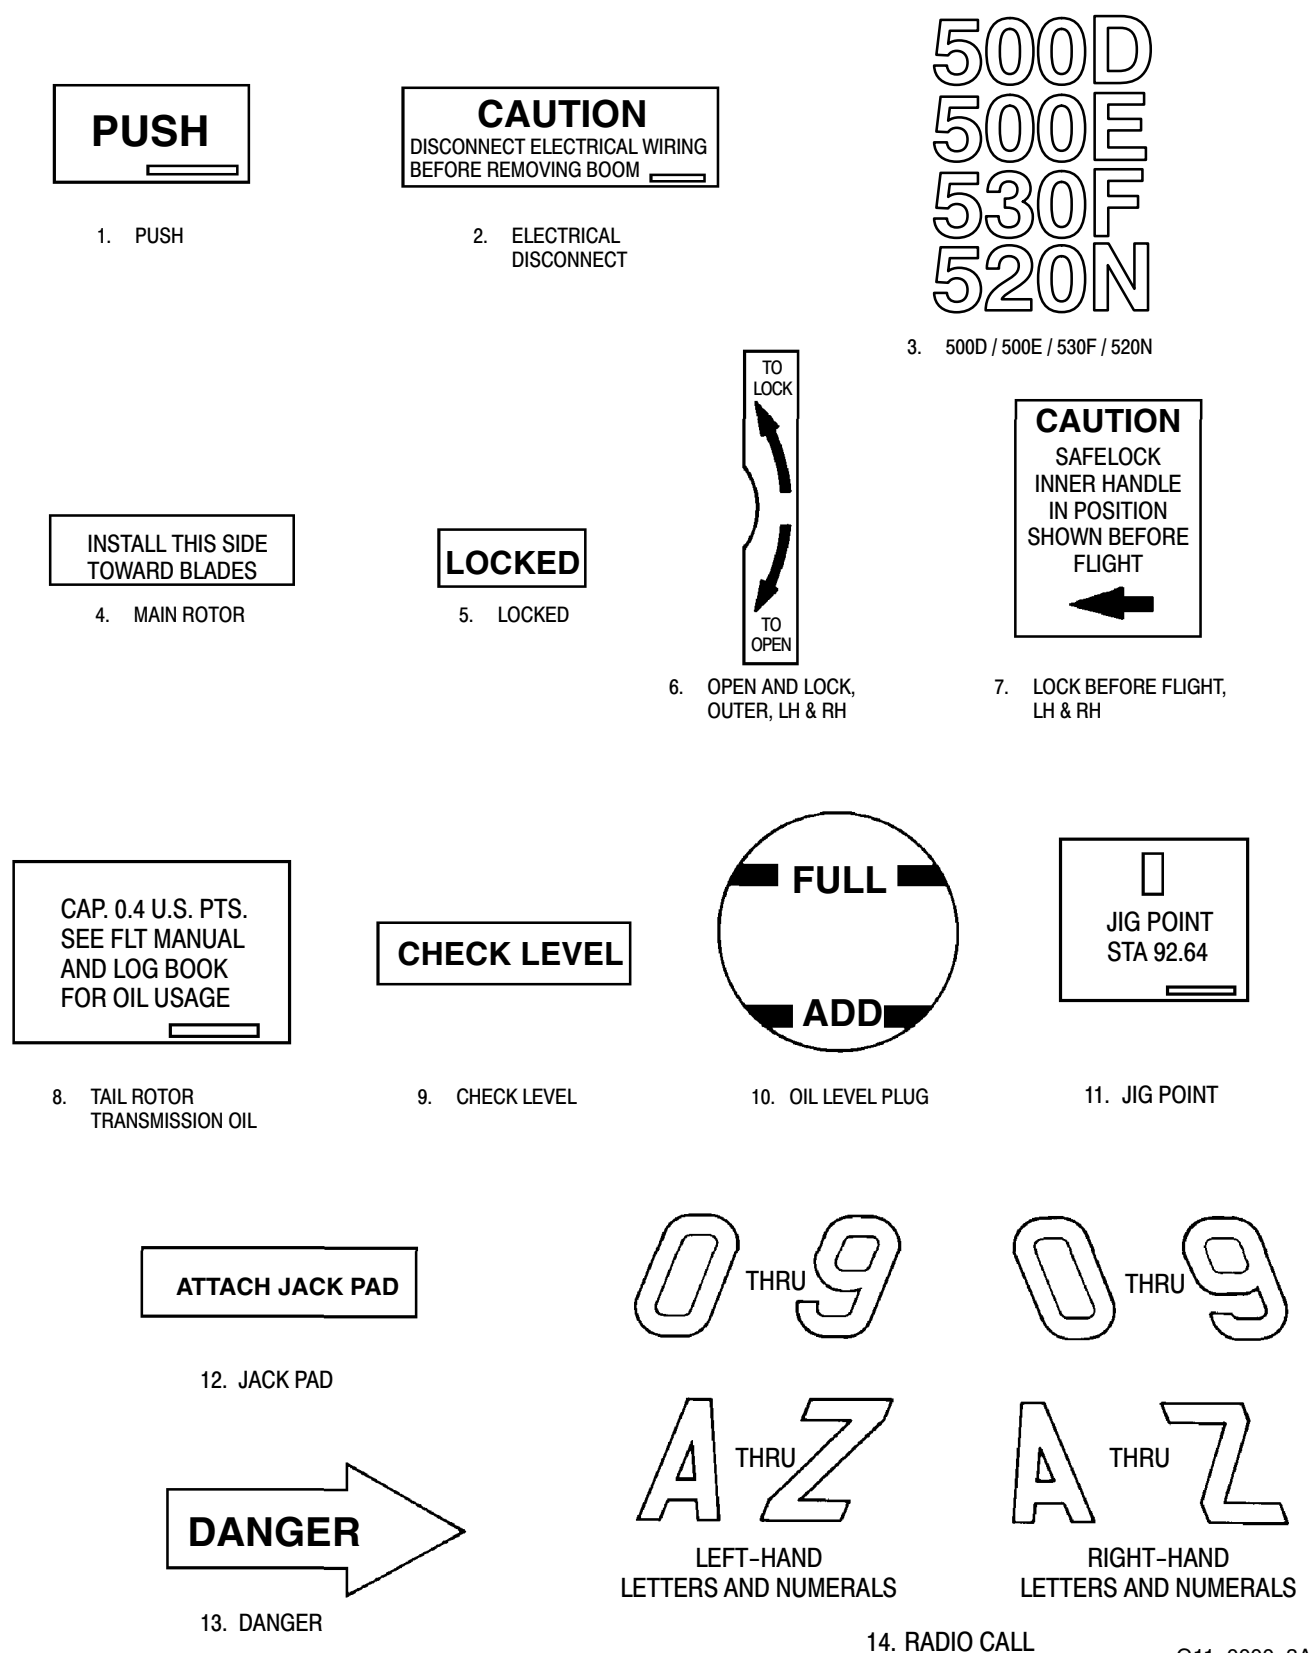 PUSH
1. PUSH
CAUTION
DISCONNECT ELECTRICAL WIRING
BEFORE REMOVING BOOM
2. ELECTRICAL
DISCONNECT
500D
500E
530F
520N
3. 500D / 500E / 530F / 520N
INSTALL THIS SIDE
TOWARD BLADES
4. MAIN ROTOR
LOCKED
5. LOCKED
TO
LOCK
TO
OPEN
6. OPEN AND LOCK,
OUTER, LH & RH
CAUTION
SAFELOCK
INNER HANDLE
IN POSITION
SHOWN BEFORE
FLIGHT
7. LOCK BEFORE FLIGHT,
LH & RH
CAP. 0.4 U.S. PTS.
SEE FLT MANUAL
AND LOG BOOK
FOR OIL USAGE
8. TAIL ROTOR
TRANSMISSION OIL
CHECK LEVEL
9. CHECK LEVEL
FULL
ADD
10. OIL LEVEL PLUG
JIG POINT
STA 92.64
11. JIG POINT
ATTACH JACK PAD
12. JACK PAD
DANGER
13. DANGER
0 THRU 9
A THRU Z
LEFT-HAND
LETTERS AND NUMERALS
0 THRU 9
A THRU Z
RIGHT-HAND
LETTERS AND NUMERALS
14. RADIO CALL